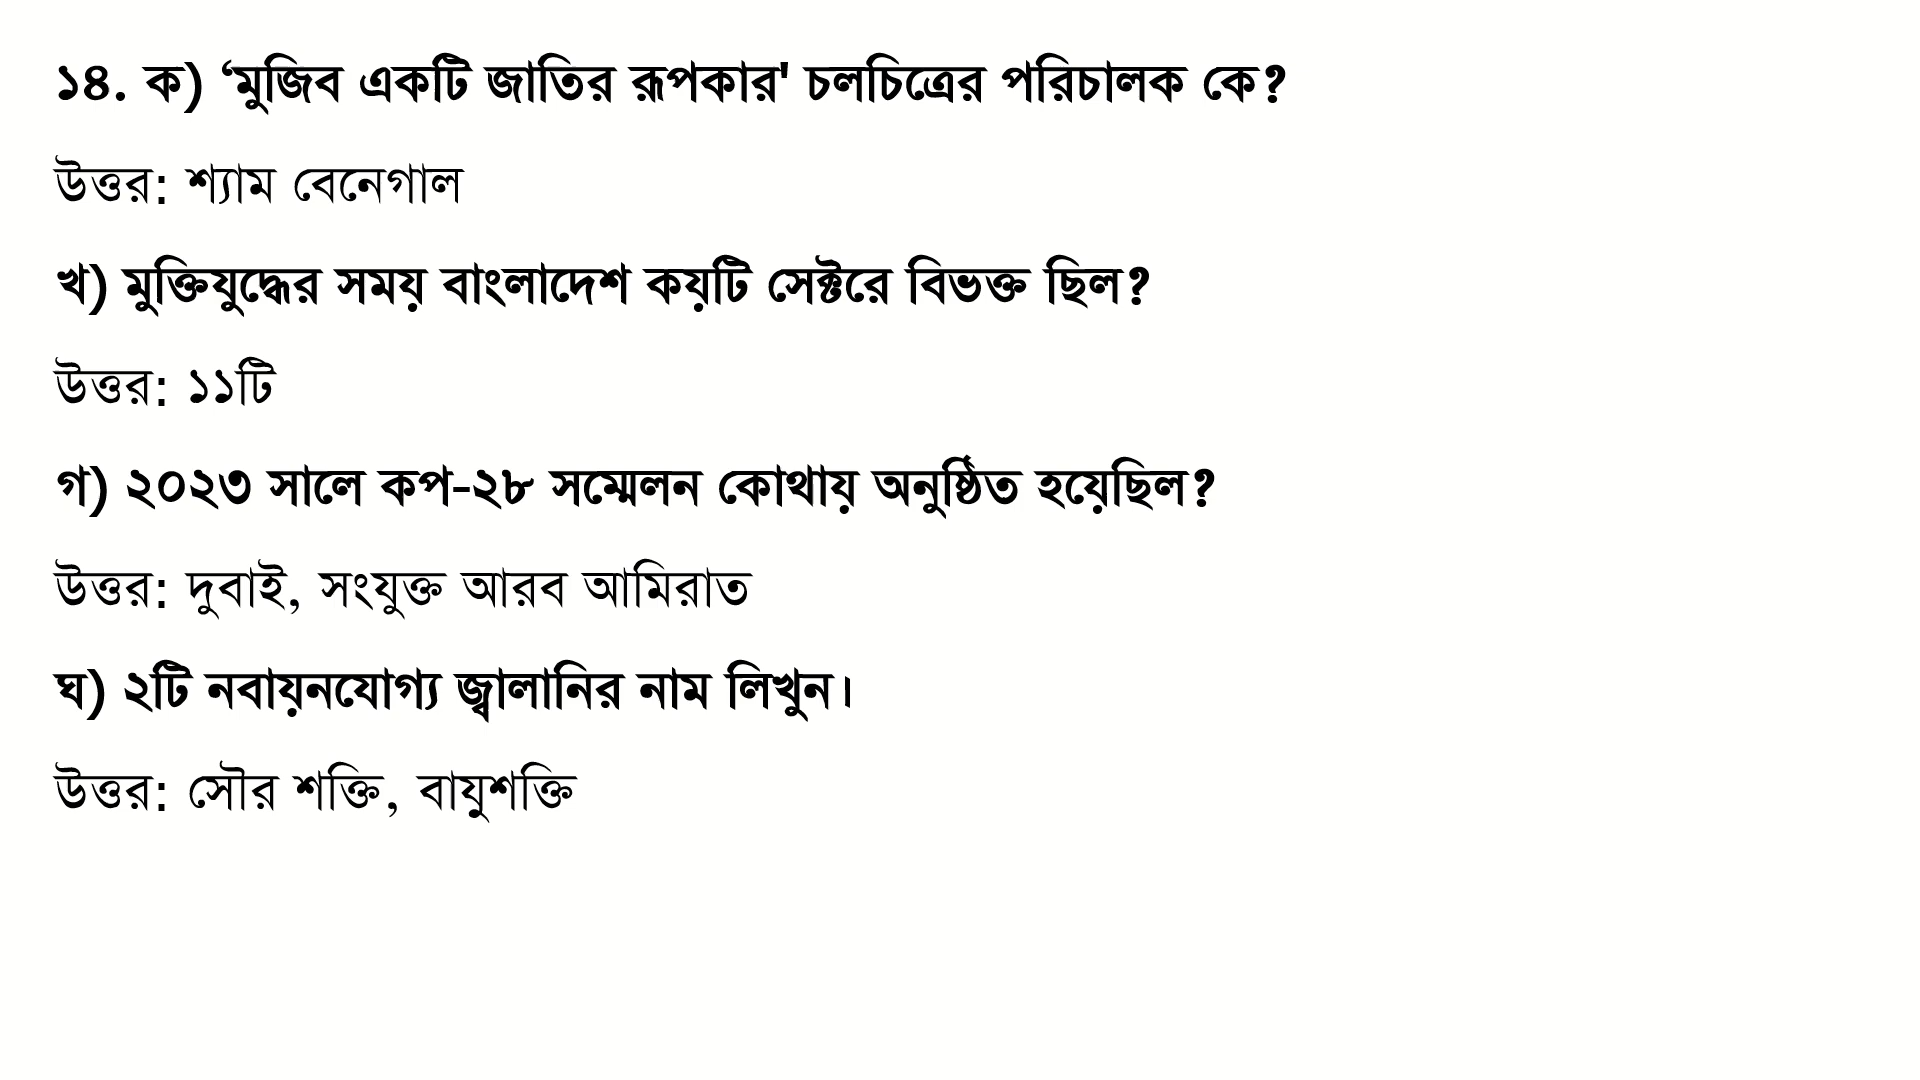 ১৪. ক) ‘মুজিব একটি জাতির রূপকার' চলচিত্রের পরিচালক কে?
উত্তর: শ্যাম বেনেগাল
খ) মুক্তিযুদ্ধের সময় বাংলাদেশ কয়টি সেক্টরে বিভক্ত ছিল?
উত্তর: ১১টি
গ) ২০২৩ সালে কপ-২৮ সম্মেলন কোথায় অনুষ্ঠিত হয়েছিল?
উত্তর: দুবাই, সংযুক্ত আরব আমিরাত
ঘ) ২টি নবায়নযোগ্য জ্বালানির নাম লিখুন।
উত্তর: সৌর শক্তি, বাযুশক্তি